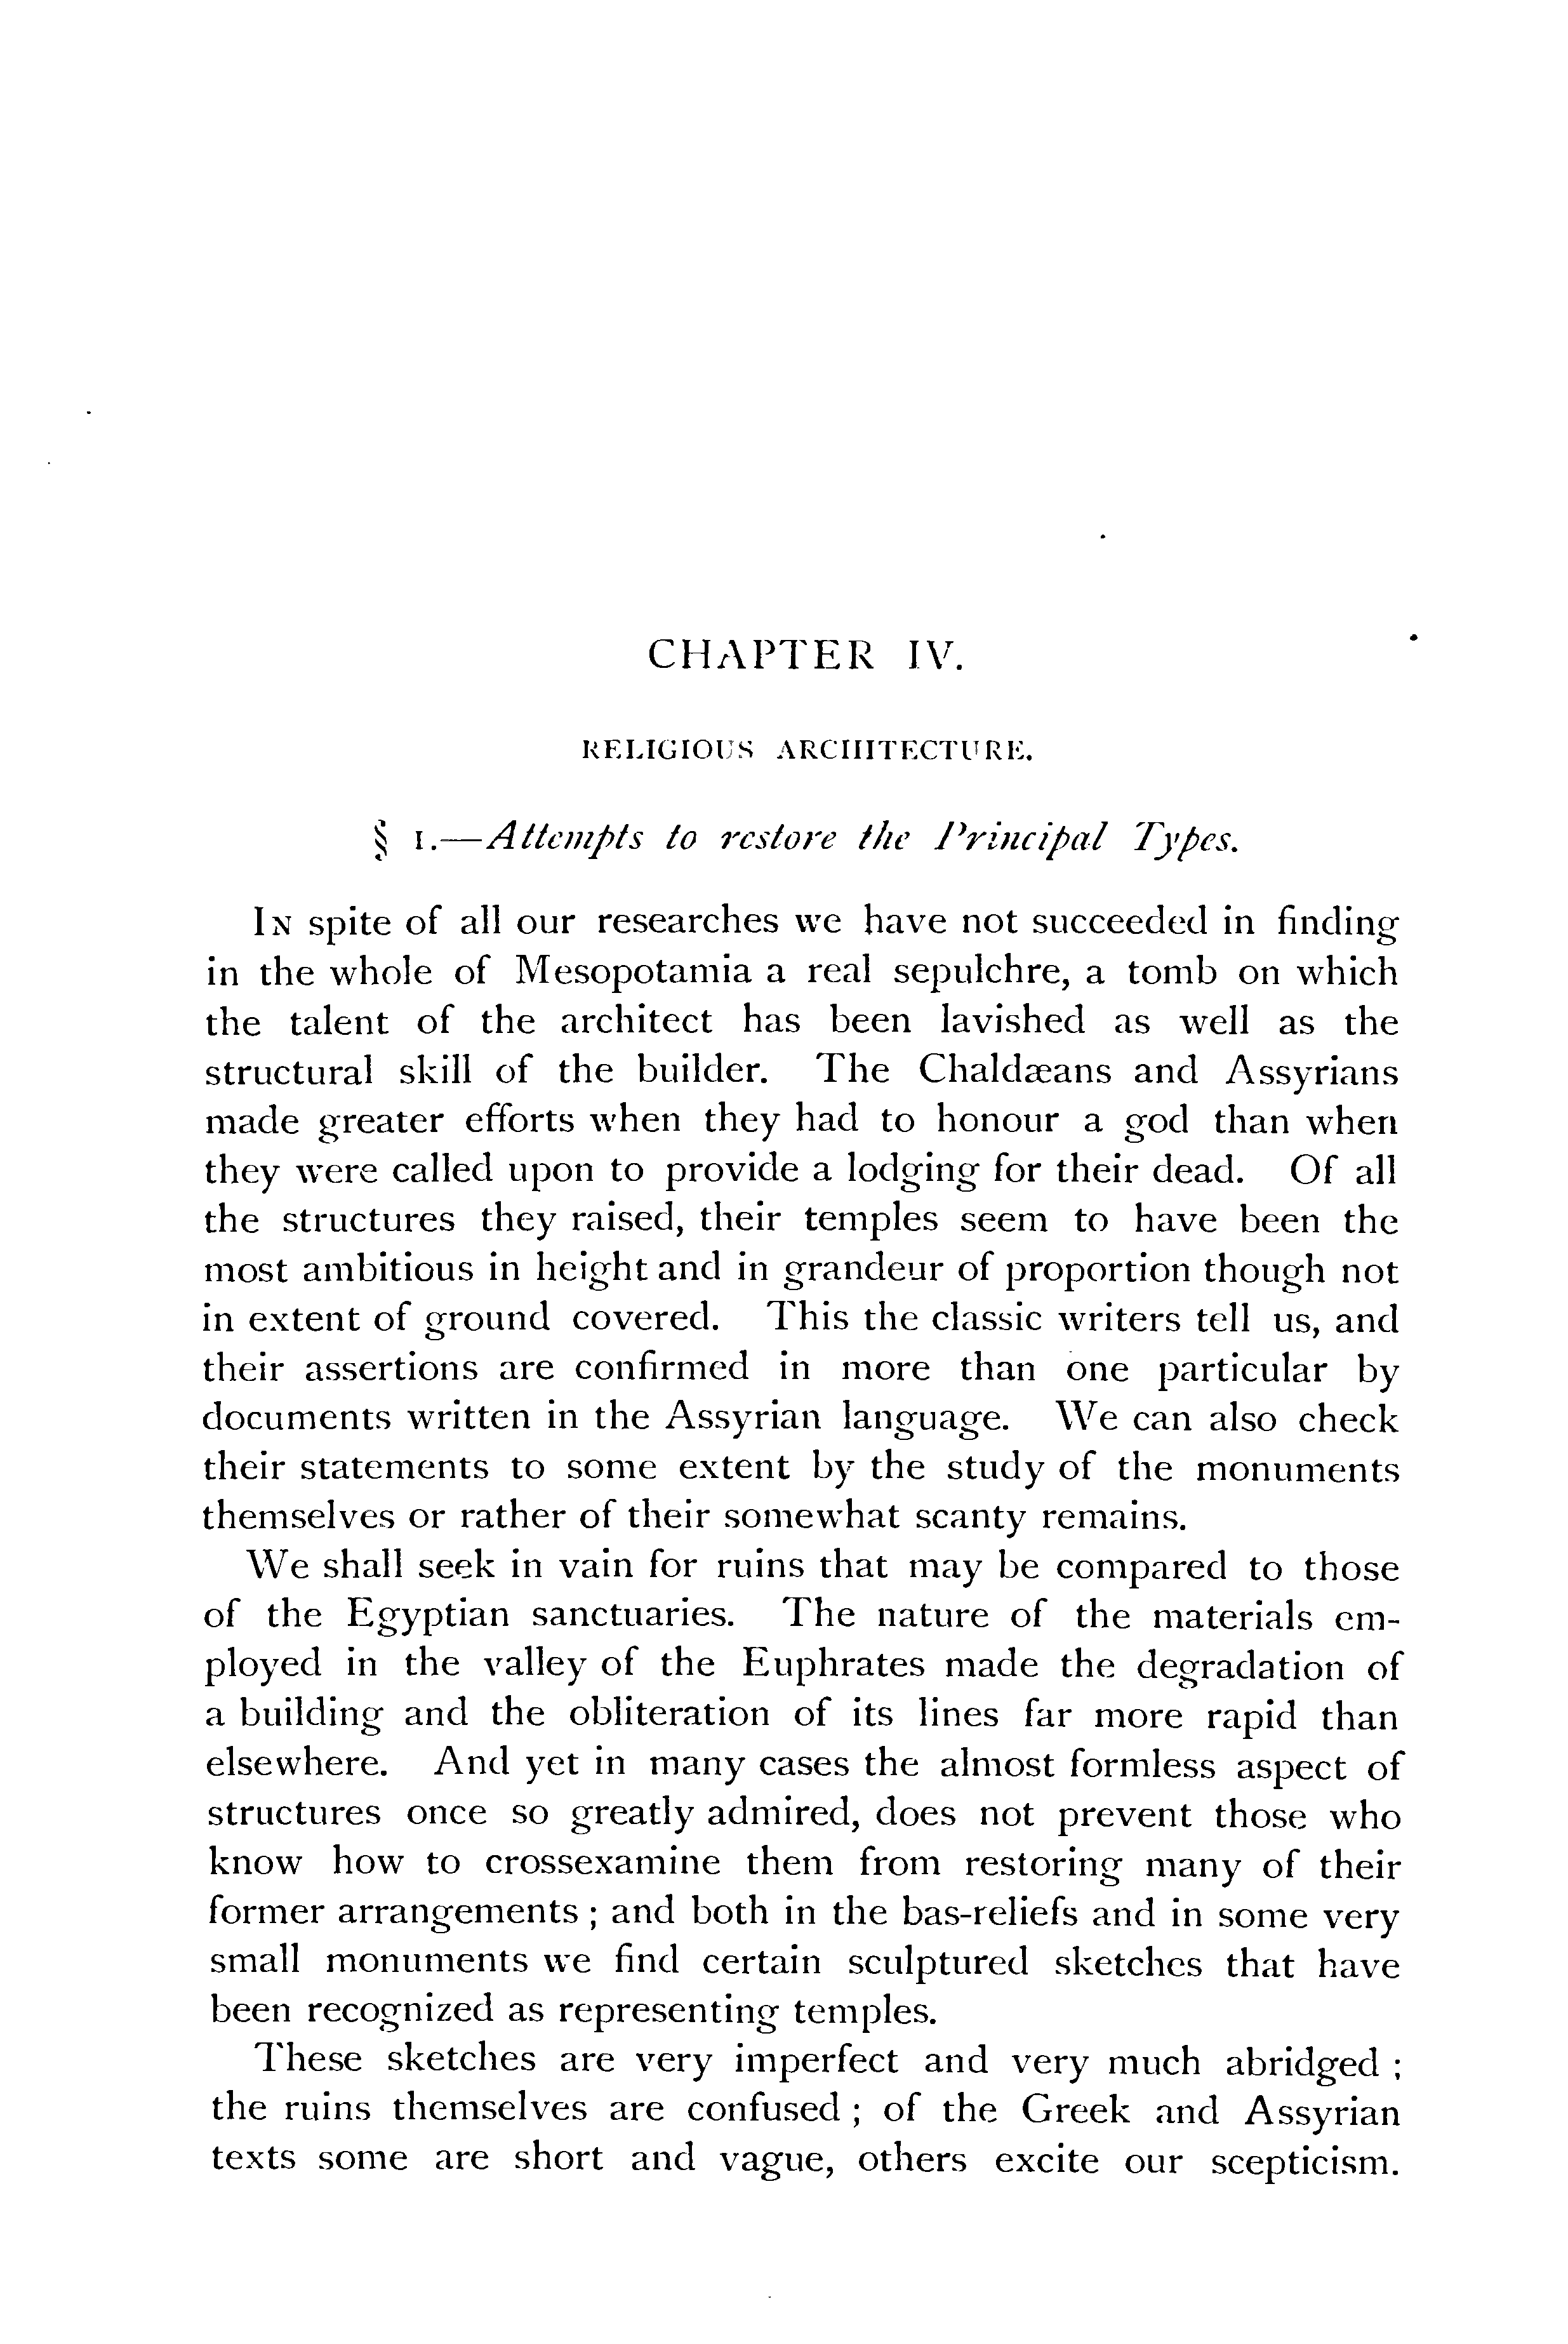 CHAPTER IV.
RELIGIOUS ARCHITECTURE.
§ 1.—Attempts to restore the Principal Types.
IN spite of all our researches we have not succeeded in finding
in the whole of Mesopotamia a real sepulchre, a tomb on which
the talent of the architect has been lavished as well as the
structural skill of the builder. The Chaldæans and Assyrians
made greater efforts when they had to honour a god than when
they were called upon to provide a lodging for their dead. Of all
the structures they raised, their temples seem to have been the
most ambitious in height and in grandeur of proportion though not
in extent of ground covered. This the classic writers tell us, and
their assertions are confirmed in more than one particular by
documents written in the Assyrian language. We can also check
their statements to some extent by the study of the monuments
themselves or rather of their somewhat scanty remains.
We shall seek in vain for ruins that may be compared to those
of the Egyptian sanctuaries. The nature of the materials em-
ployed in the valley of the Euphrates made the degradation of
a building and the obliteration of its lines far more rapid than
elsewhere. And yet in many cases the almost formless aspect of
structures once so greatly admired, does not prevent those who
know how to crossexamine them from restoring many of their
former arrangements ; and both in the bas-reliefs and in some very
small monuments we find certain sculptured sketches that have
been recognized as representing temples.
These sketches are very imperfect and very much abridged ;
the ruins themselves are confused ; of the Greek and Assyrian
texts some are short and vague, others excite our scepticism.